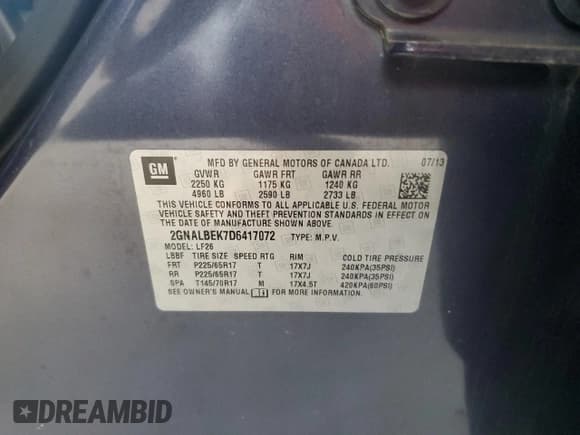 GM
MFD BY GENERAL MOTORS OF CANADA LTD. 07/13
GVWR GAWR FRT GAWR RR
2250 KG 1175 KG 1240 KG
4960 LB 2590 LB 2733 LB
THIS VEHICLE CONFORMS TO ALL APPLICABLE U.S. FEDERAL MOTOR
VEHICLE SAFETY AND THEFT PREVENTION STANDARDS IN EFFECT ON
THE DATE OF MANUFACTURE SHOWN ABOVE.
2GNALBEK7D6417072 TYPE: M.P.V.
MODEL: LF26
LBBF TIRE SIZE SPEED RTG RIM COLD TIRE PRESSURE
FRT P225/65R17 T 17X7J 240KPA(35PSI)
RR P225/65R17 T 17X7J 240KPA(35PSI)
SPA T145/70R17 M 17X4.5T 420KPA(60PSI)
SEE OWNER'S MANUAL FOR MORE INFORMATION.
DREAMBID